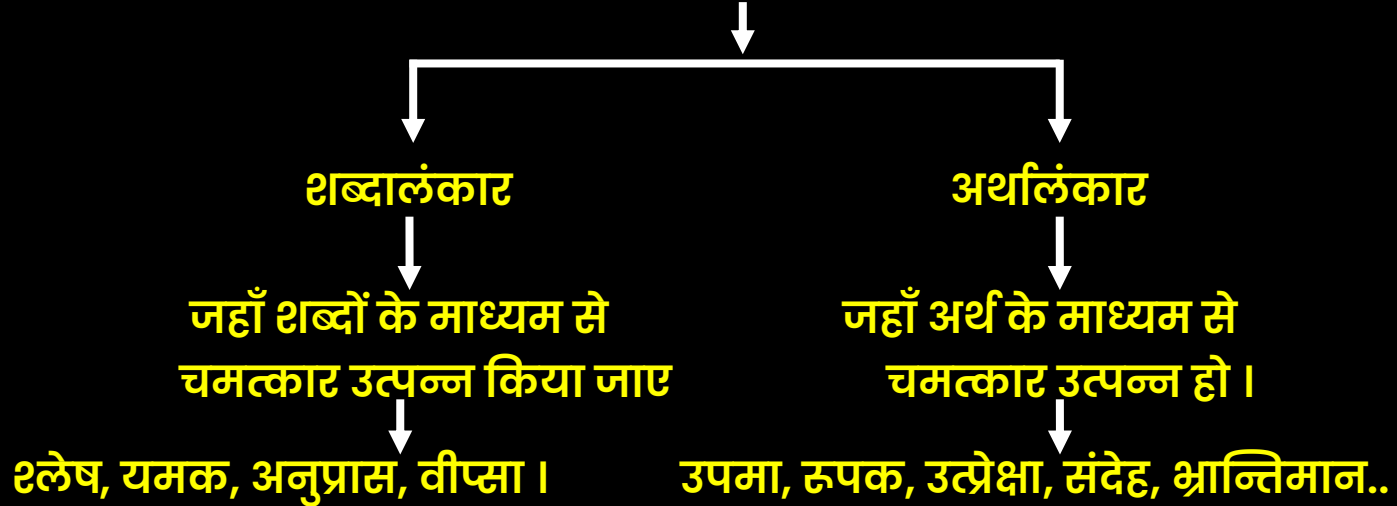 शब्दालंकार
अर्थालंकार
जहाँ शब्दों के माध्यम से
चमत्कार उत्पन्न किया जाए
जहाँ अर्थ के माध्यम से
चमत्कार उत्पन्न हो ।
श्लेष, यमक, अनुप्रास, वीप्सा ।
उपमा, रूपक, उत्प्रेक्षा, संदेह, भ्रान्तिमान..